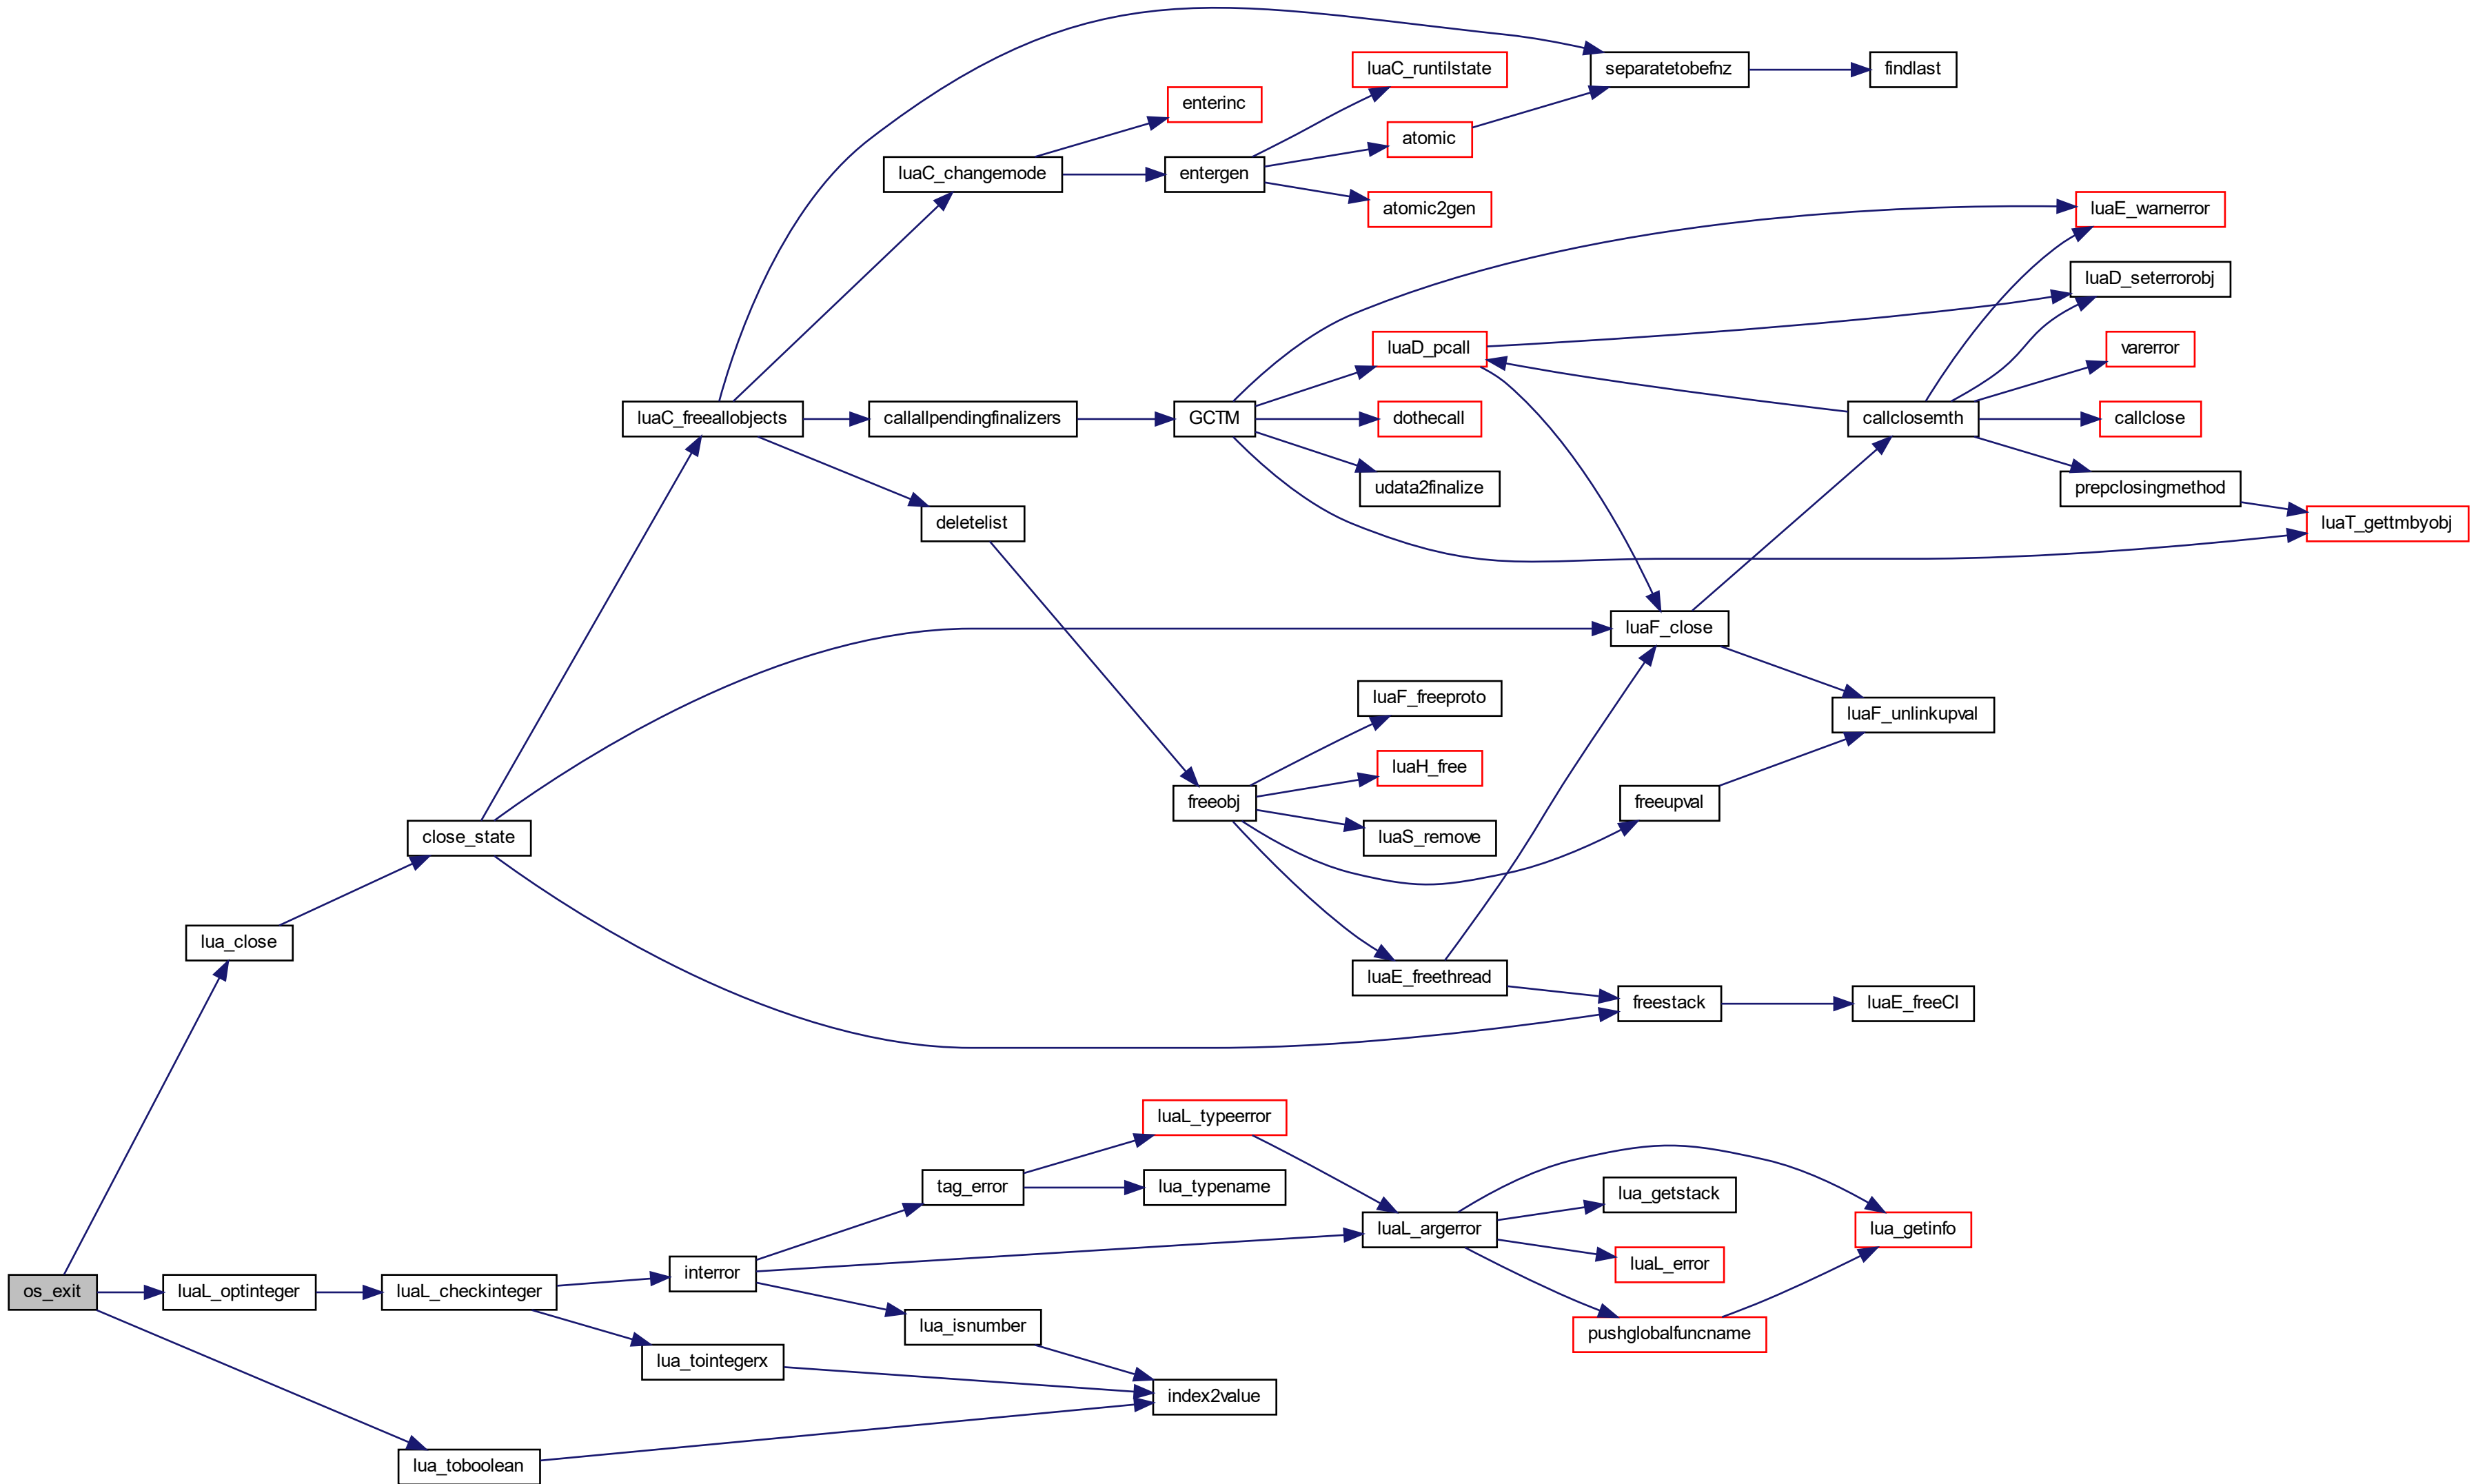 separatetobefnz
findlast
luaC_runtilstate
enterinc
atomic
luaC_changemode
entergen
atomic2gen
luaE_warnerror
luaD_seterrorobj
luaD_pcall
varerror
luaC_freeallobjects
callallpendingfinalizers
GCTM
dothecall
callclosemth
callclose
udata2finalize
prepclosingmethod
deletelist
luaT_gettmbyobj
luaF_close
luaF_freeproto
luaF_unlinkupval
luaH_free
freeobj
freeupval
close_state
luaS_remove
lua_close
luaE_freethread
freestack
luaE_freeCI
luaL_typeerror
tag_error
lua_typename
lua_getstack
luaL_argerror
lua_getinfo
interror
luaL_error
os_exit
luaL_optinteger
luaL_checkinteger
lua_isnumber
pushglobalfuncname
lua_tointegerx
index2value
lua_toboolean